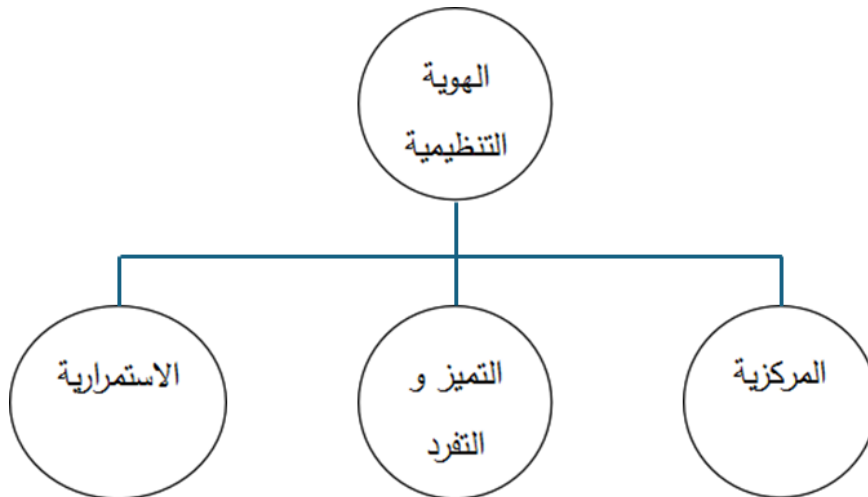 الهوية
التنظيمية
المركزية
التميز و
التفرد
الاستمرارية